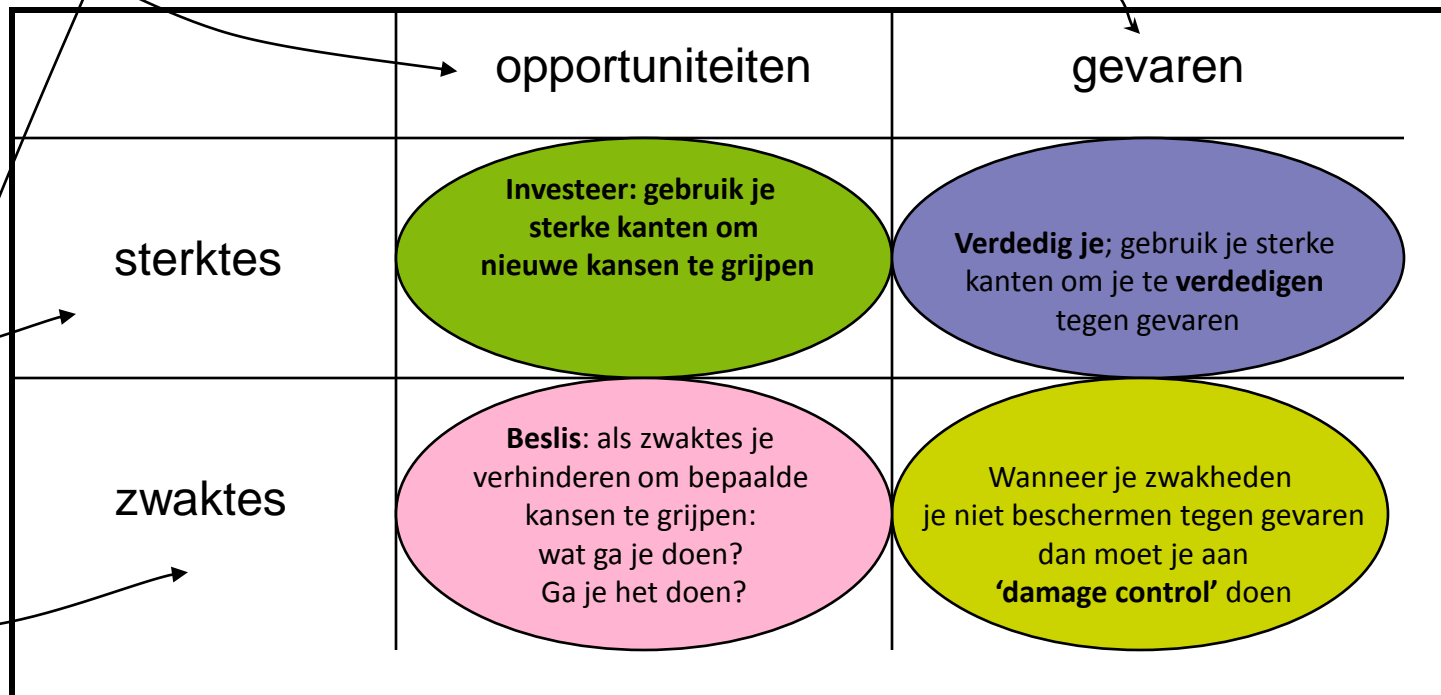 opportuniteiten
gevaren
sterktes
Investeer: gebruik je
sterke kanten om
nieuwe kansen te grijpen
Verdedig je; gebruik je sterke
kanten om je te verdedigen
tegen gevaren
zwaktes
Beslis: als zwaktes je
verhinderen om bepaalde
kansen te grijpen:
wat ga je doen?
Ga je het doen?
Wanneer je zwakheden
je niet beschermen tegen gevaren
dan moet je aan
‘damage control’ doen